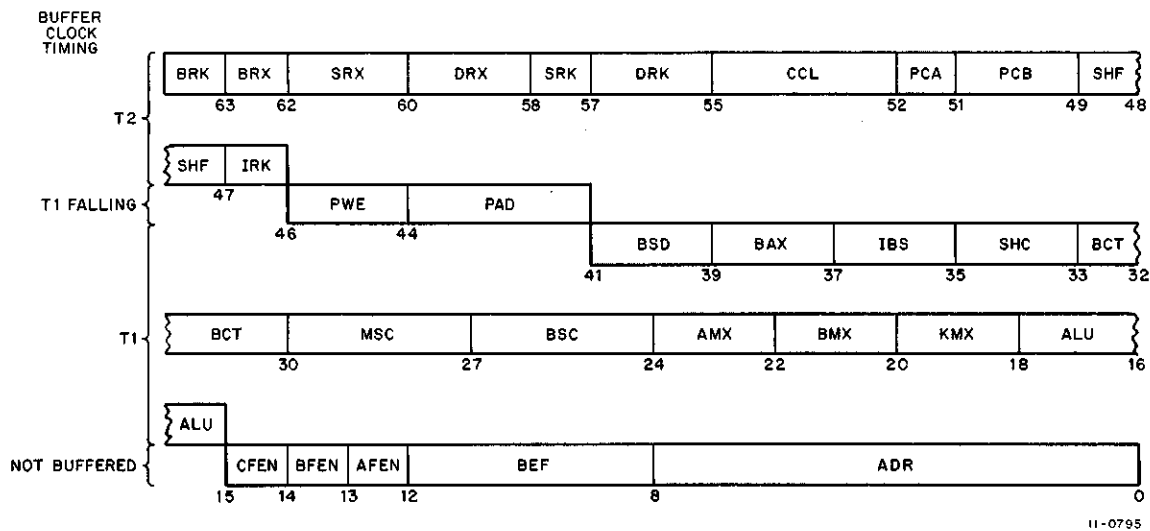 BUFFER
CLOCK
TIMING
BRK BRX SRX DRX SRK DRK CCL PCA PCB SHF
63 62 60 58 57 55 52 51 49 48
T2
SHF IRK
47
T1 FALLING
PWE PAD
46 44
BSD BAX IBS SHC BCT
41 39 37 35 33 32
T1
BCT MSC BSC AMX BMX KMX ALU
30 27 24 22 20 18 16
ALU
NOT BUFFERED
CFEN BFEN AFEN BEF ADR
15 14 13 12 8 0
11-0795